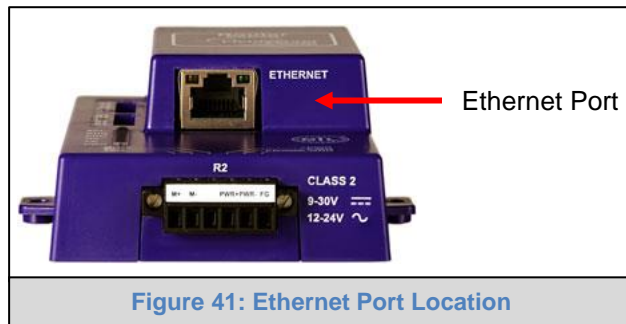 ETHERNET
Ethernet Port
R2
M+ M- PWR+ PWR- FG
CLASS 2
9-30V
12-24V
Figure 41: Ethernet Port Location